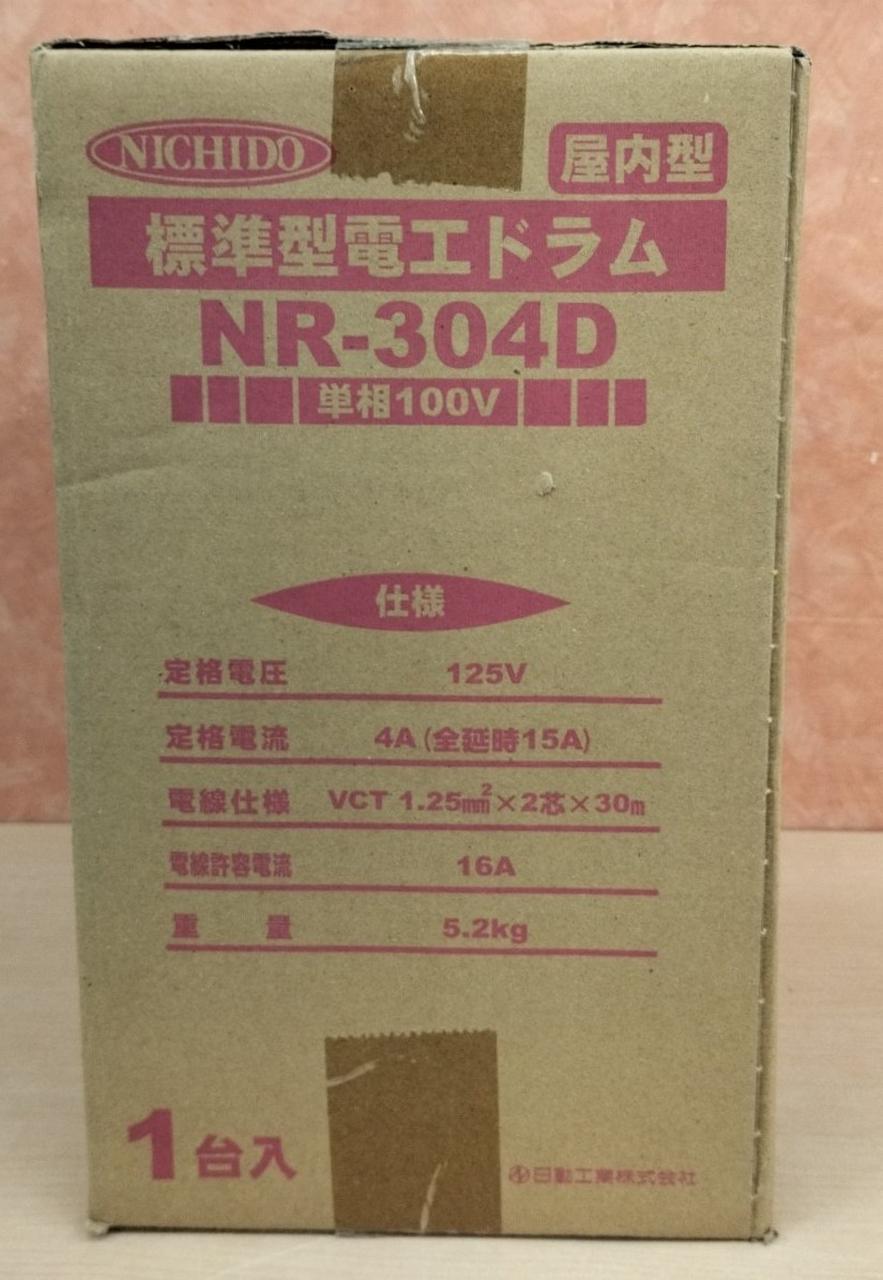 NICHIDO
屋内型
標準型電工ドラム
NR-304D
単相100V
仕様
定格電圧 125V
定格電流 4A (全延時15A)
電線仕様 VCT 1.25㎜²×2芯×30m
電線許容電流 16A
重量 5.2kg
1台入
日動工業株式会社